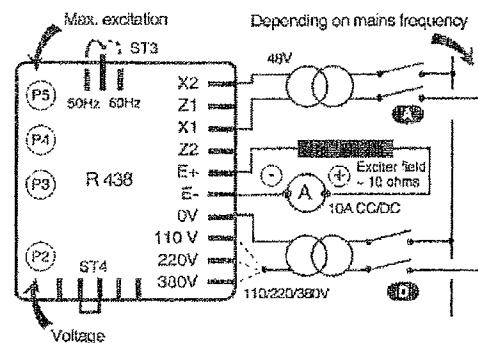 Max. excitation
Depending on mains frequency
ST3
48V
P5
50Hz
60Hz
X2
Z1
X1
A
P4
Z2
E+
Exciter field
~ 10 ohms
R 438
P3
E-
A
10A CC/DC
0V
110 V
P2
220V
ST4
380V
110/220/380V
Voltage